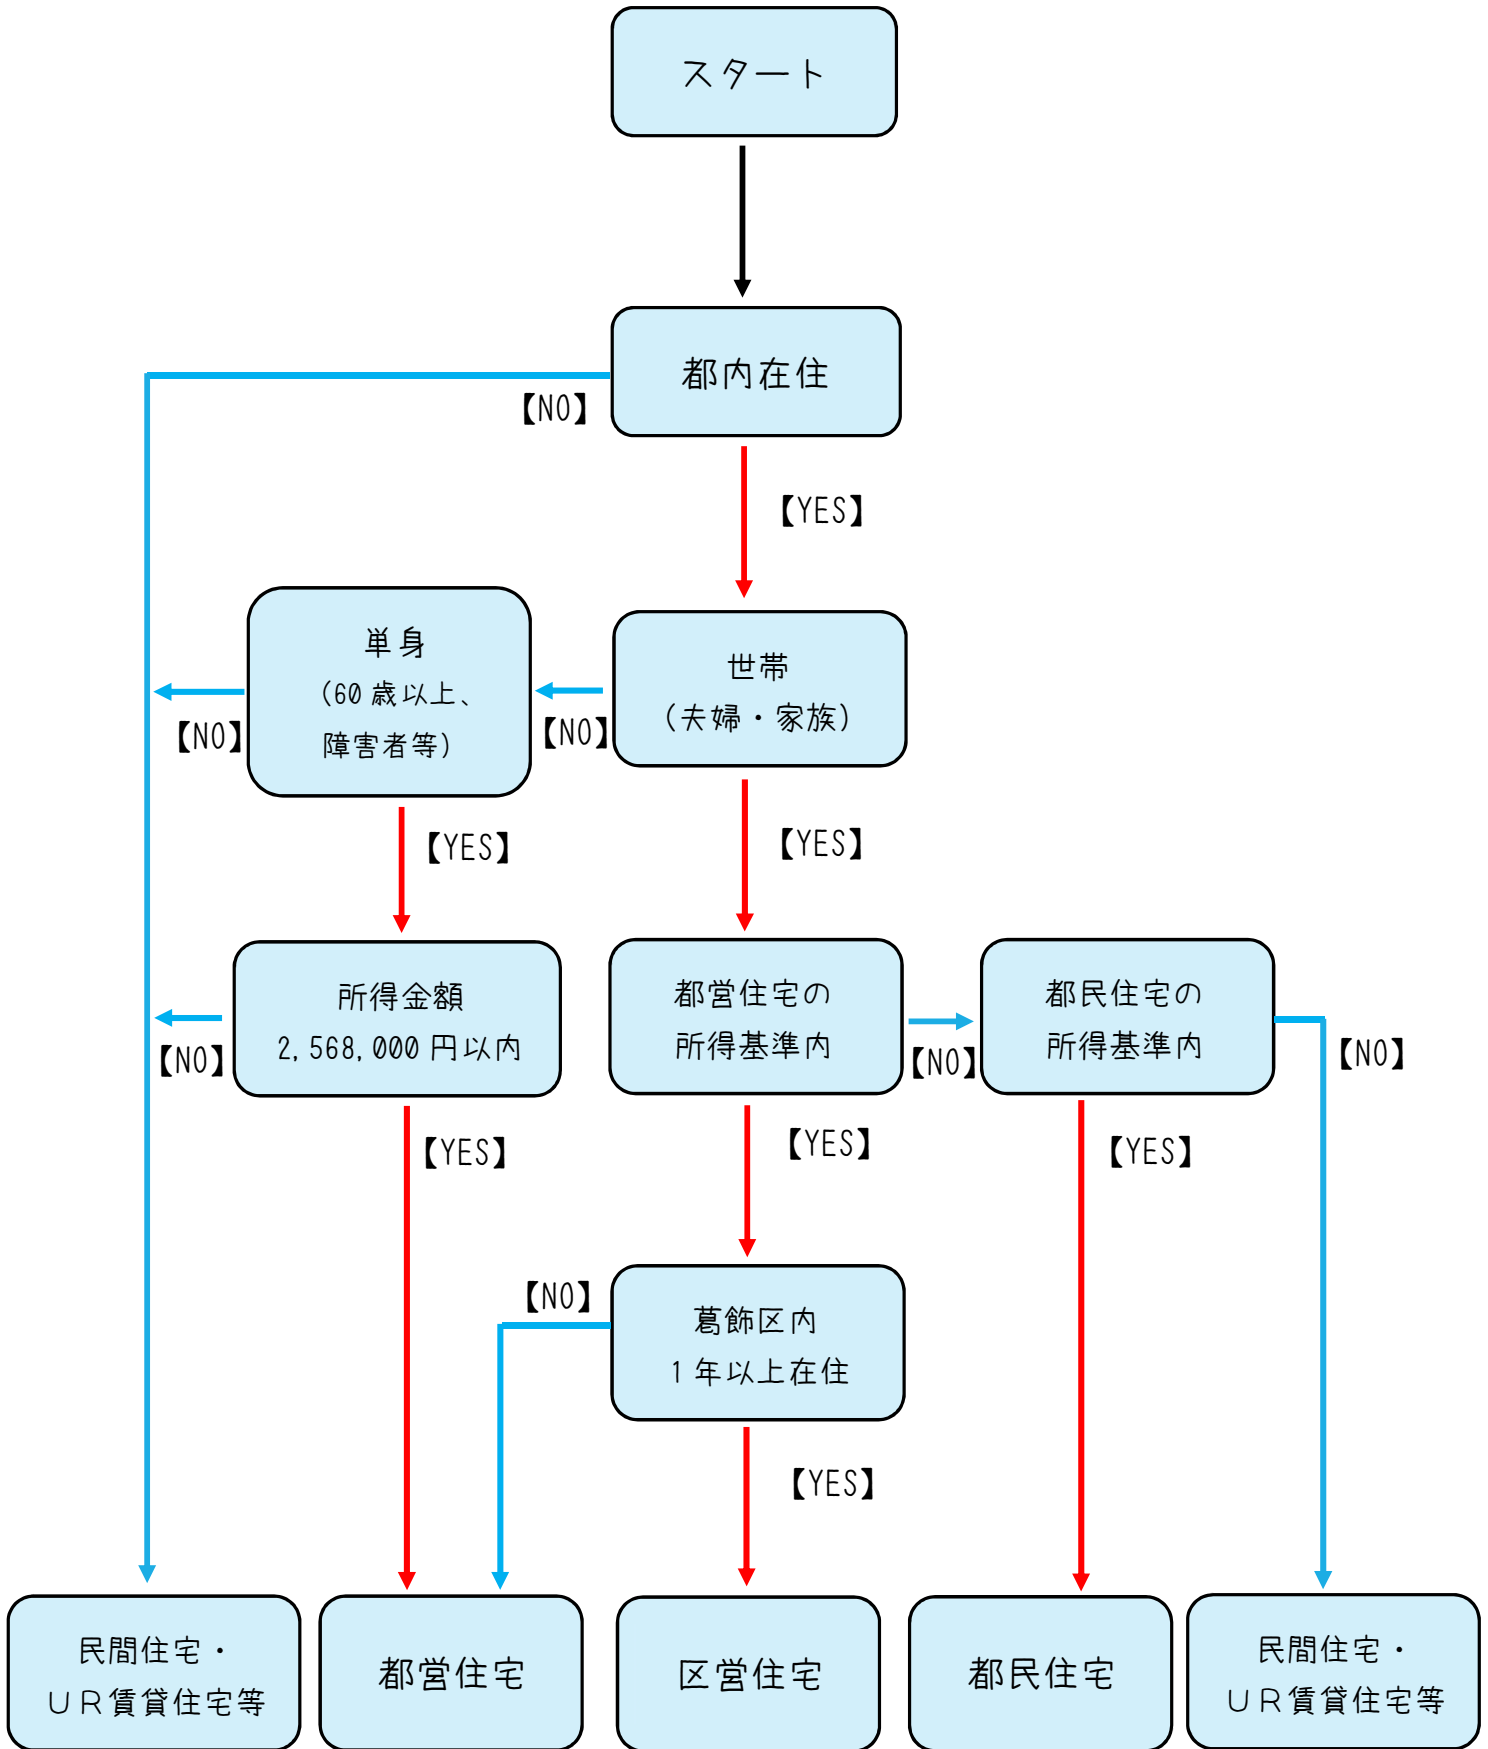 スタート
都内在住
【NO】
【YES】
単身
（60歳以上、
障害者等）
世帯
（夫婦・家族）
【NO】
【NO】
【YES】
【YES】
所得金額
2,568,000円以内
都営住宅の
所得基準内
都民住宅の
所得基準内
【NO】
【NO】
【NO】
【YES】
【YES】
【YES】
【NO】
葛飾区内
1年以上在住
【YES】
民間住宅・
UR賃貸住宅等
都営住宅
区営住宅
都民住宅
民間住宅・
UR賃貸住宅等